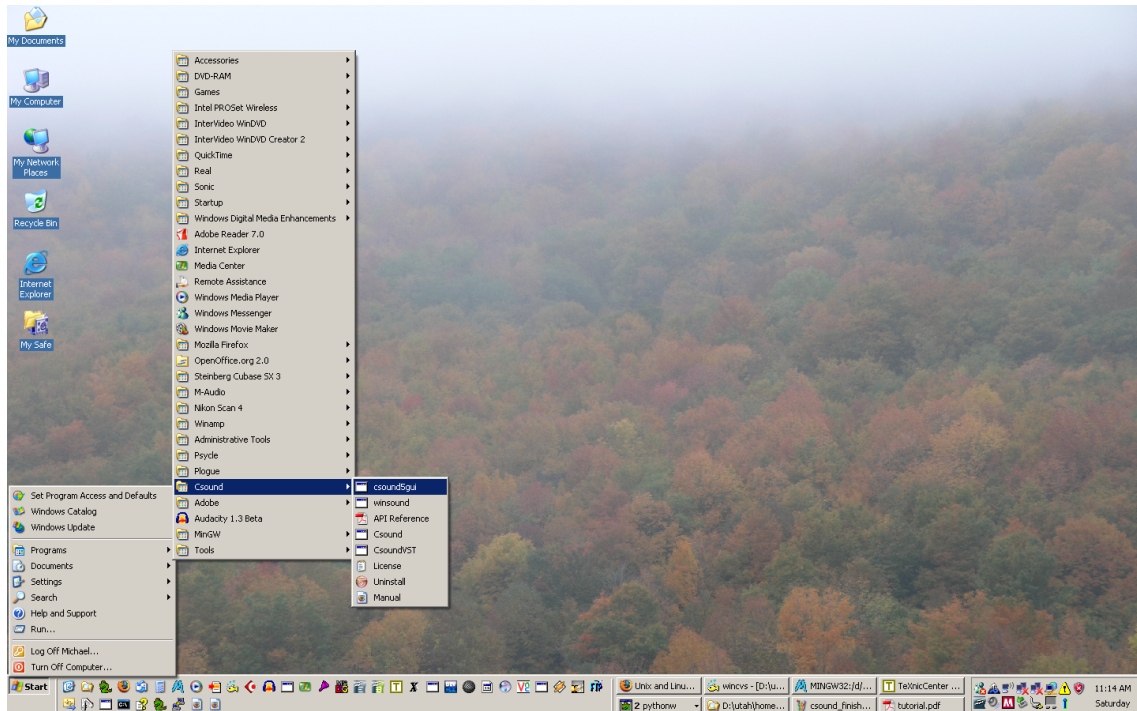 My Documents
My Computer
My Network
Places
Recycle Bin
Internet
Explorer
My Safe
Accessories
DVD-RAM
Games
Intel PROSet Wireless
InterVideo WinDVD
InterVideo WinDVD Creator 2
QuickTime
Real
Sonic
Startup
Windows Digital Media Enhancements
Adobe Reader 7.0
Internet Explorer
Media Center
Remote Assistance
Windows Media Player
Windows Messenger
Windows Movie Maker
Mozilla Firefox
OpenOffice.org 2.0
Steinberg Cubase SX 3
M-Audio
Nikon Scan 4
Winamp
Administrative Tools
Psycle
Plogue
Csound
Adobe
Audacity 1.3 Beta
MinGW
Tools
csound5gui
winsound
API Reference
Csound
CsoundVST
License
Uninstall
Manual
Set Program Access and Defaults
Windows Catalog
Windows Update
Programs
Documents
Settings
Search
Help and Support
Run...
Log Off Michael...
Turn Off Computer...
Start
Unix and Linu...
wincvs - [D:\u...
MINGW32:/d/...
TeXnicCenter ...
11:14 AM
2 pythonw
D:\utah\home...
csound_finish...
tutorial.pdf
Saturday